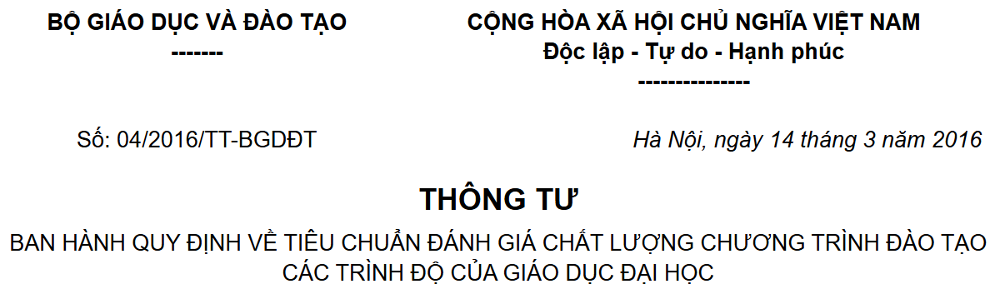 BỘ GIÁO DỤC VÀ ĐÀO TẠO
-------
CỘNG HÒA XÃ HỘI CHỦ NGHĨA VIỆT NAM
Độc lập - Tự do - Hạnh phúc
---------------
Số: 04/2016/TT-BGDĐT
Hà Nội, ngày 14 tháng 3 năm 2016
THÔNG TƯ
BAN HÀNH QUY ĐỊNH VỀ TIÊU CHUẨN ĐÁNH GIÁ CHẤT LƯỢNG CHƯƠNG TRÌNH ĐÀO TẠO
CÁC TRÌNH ĐỘ CỦA GIÁO DỤC ĐẠI HỌC